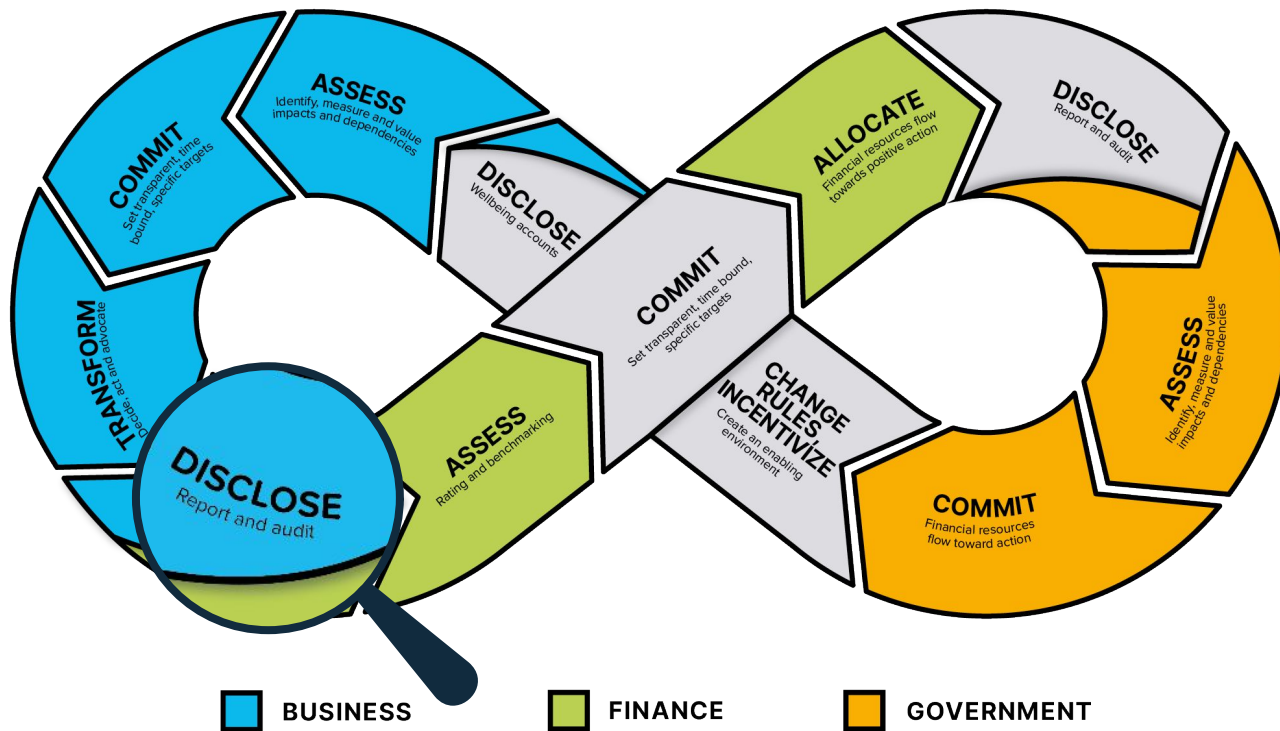 ASSESS
Identify, measure and value
impacts and dependencies
COMMIT
Set transparent, time
bound, specific targets
TRANSFORM
Decide, act and advocate
DISCLOSE
Report and audit
ASSESS
Rating and benchmarking
COMMIT
Set transparent, time bound,
specific targets
ALLOCATE
Financial resources flow
towards positive action
DISCLOSE
Report and audit
ASSESS
Identify, measure and value
impacts and dependencies
COMMIT
Financial resources
flow toward action
CHANGE
RULES,
INCENTIVIZE
Create an enabling
environment
DISCLOSE
Wellbeing accounts
BUSINESS
FINANCE
GOVERNMENT